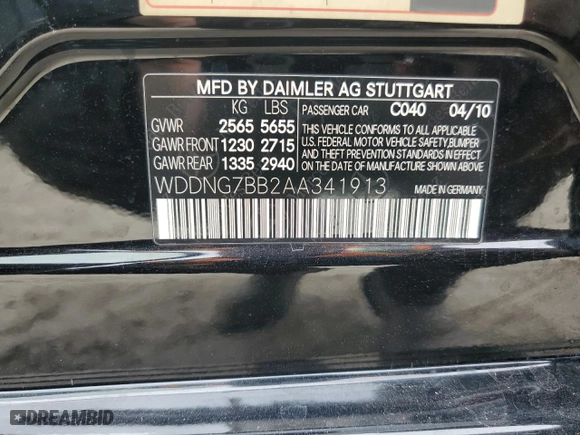 MFD BY DAIMLER AG STUTTGART
KG LBS
GVWR 2565 5655
GAWR FRONT 1230 2715
GAWR REAR 1335 2940
PASSENGER CAR C040 04/10
THIS VEHICLE CONFORMS TO ALL APPLICABLE
U.S. FEDERAL MOTOR VEHICLE SAFETY, BUMPER
AND THEFT PREVENTION STANDARDS IN EFFECT
ON THE DATE OF MANUFACTURE SHOWN ABOVE
WDDNG7BB2AA341913
MADE IN GERMANY
DREAMBID